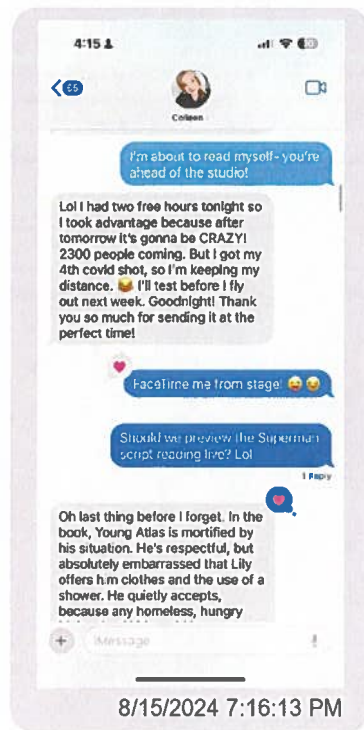 4:15
65
Colleen
I'm about to read myself- you're
ahead of the studio!
Lol I had two free hours tonight so
I took advantage because after
tomorrow it's gonna be CRAZY!
2300 people coming. But I got my
4th covid shot, so I'm keeping my
distance. 😂 I'll test before I fly
out next week. Goodnight! Thank
you so much for sending it at the
perfect time!
FaceTime me from stage!
Should we preview the Superman
script reading live? Lol
1 Reply
Oh last thing before I forget. In the
book, Young Atlas is mortified by
his situation. He's respectful, but
absolutely embarrassed that Lily
offers him clothes and the use of a
shower. He quietly accepts,
because any homeless, hungry
iMessage
8/15/2024 7:16:13 PM